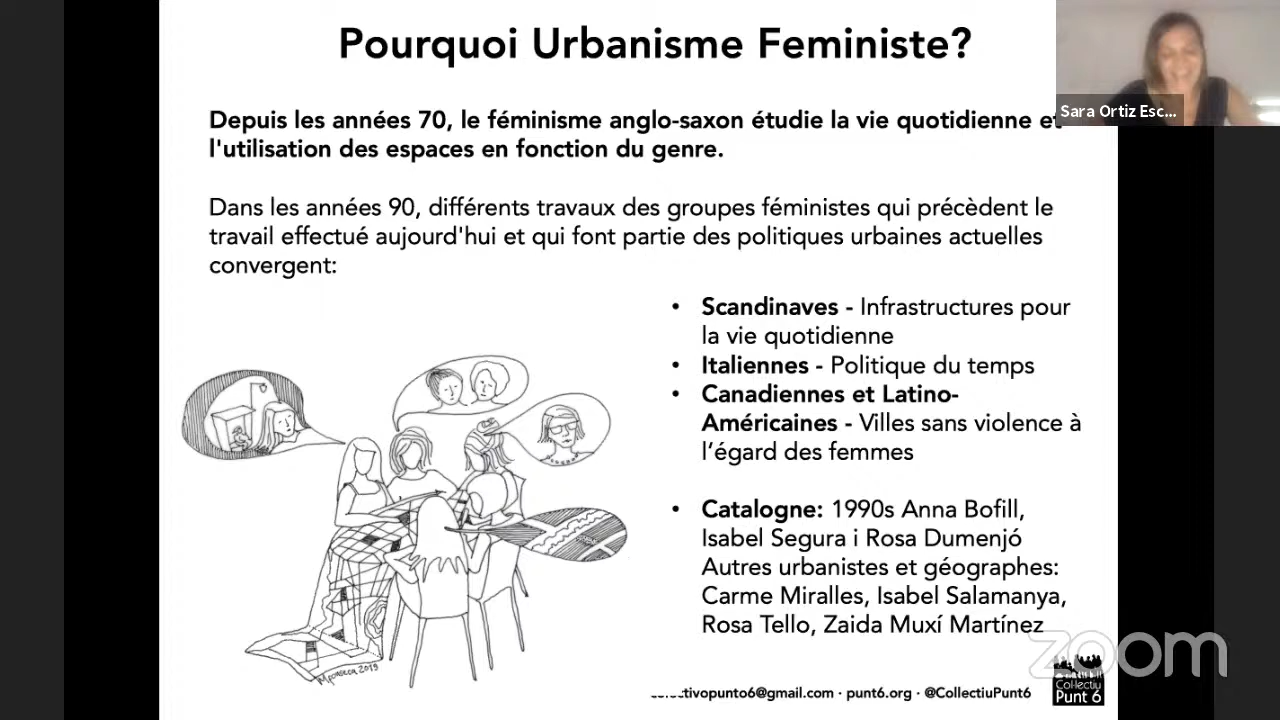 Pourquoi Urbanisme Feministe?
Sara Ortiz Esc...
Depuis les années 70, le féminisme anglo-saxon étudie la vie quotidienne et
l'utilisation des espaces en fonction du genre.
Dans les années 90, différents travaux des groupes féministes qui précèdent le
travail effectué aujourd'hui et qui font partie des politiques urbaines actuelles
convergent:
• Scandinaves - Infrastructures pour
la vie quotidienne
• Italiennes - Politique du temps
• Canadiennes et Latino-
Américaines - Villes sans violence à
l’égard des femmes
• Catalogne: 1990s Anna Bofill,
Isabel Segura i Rosa Dumenjó
Autres urbanistes et géographes:
Carme Miralles, Isabel Salamanya,
Rosa Tello, Zaida Muxí Martínez
zoom
punt6.org · @CollectiuPunt6
Col·lectiu
Punt 6
2019